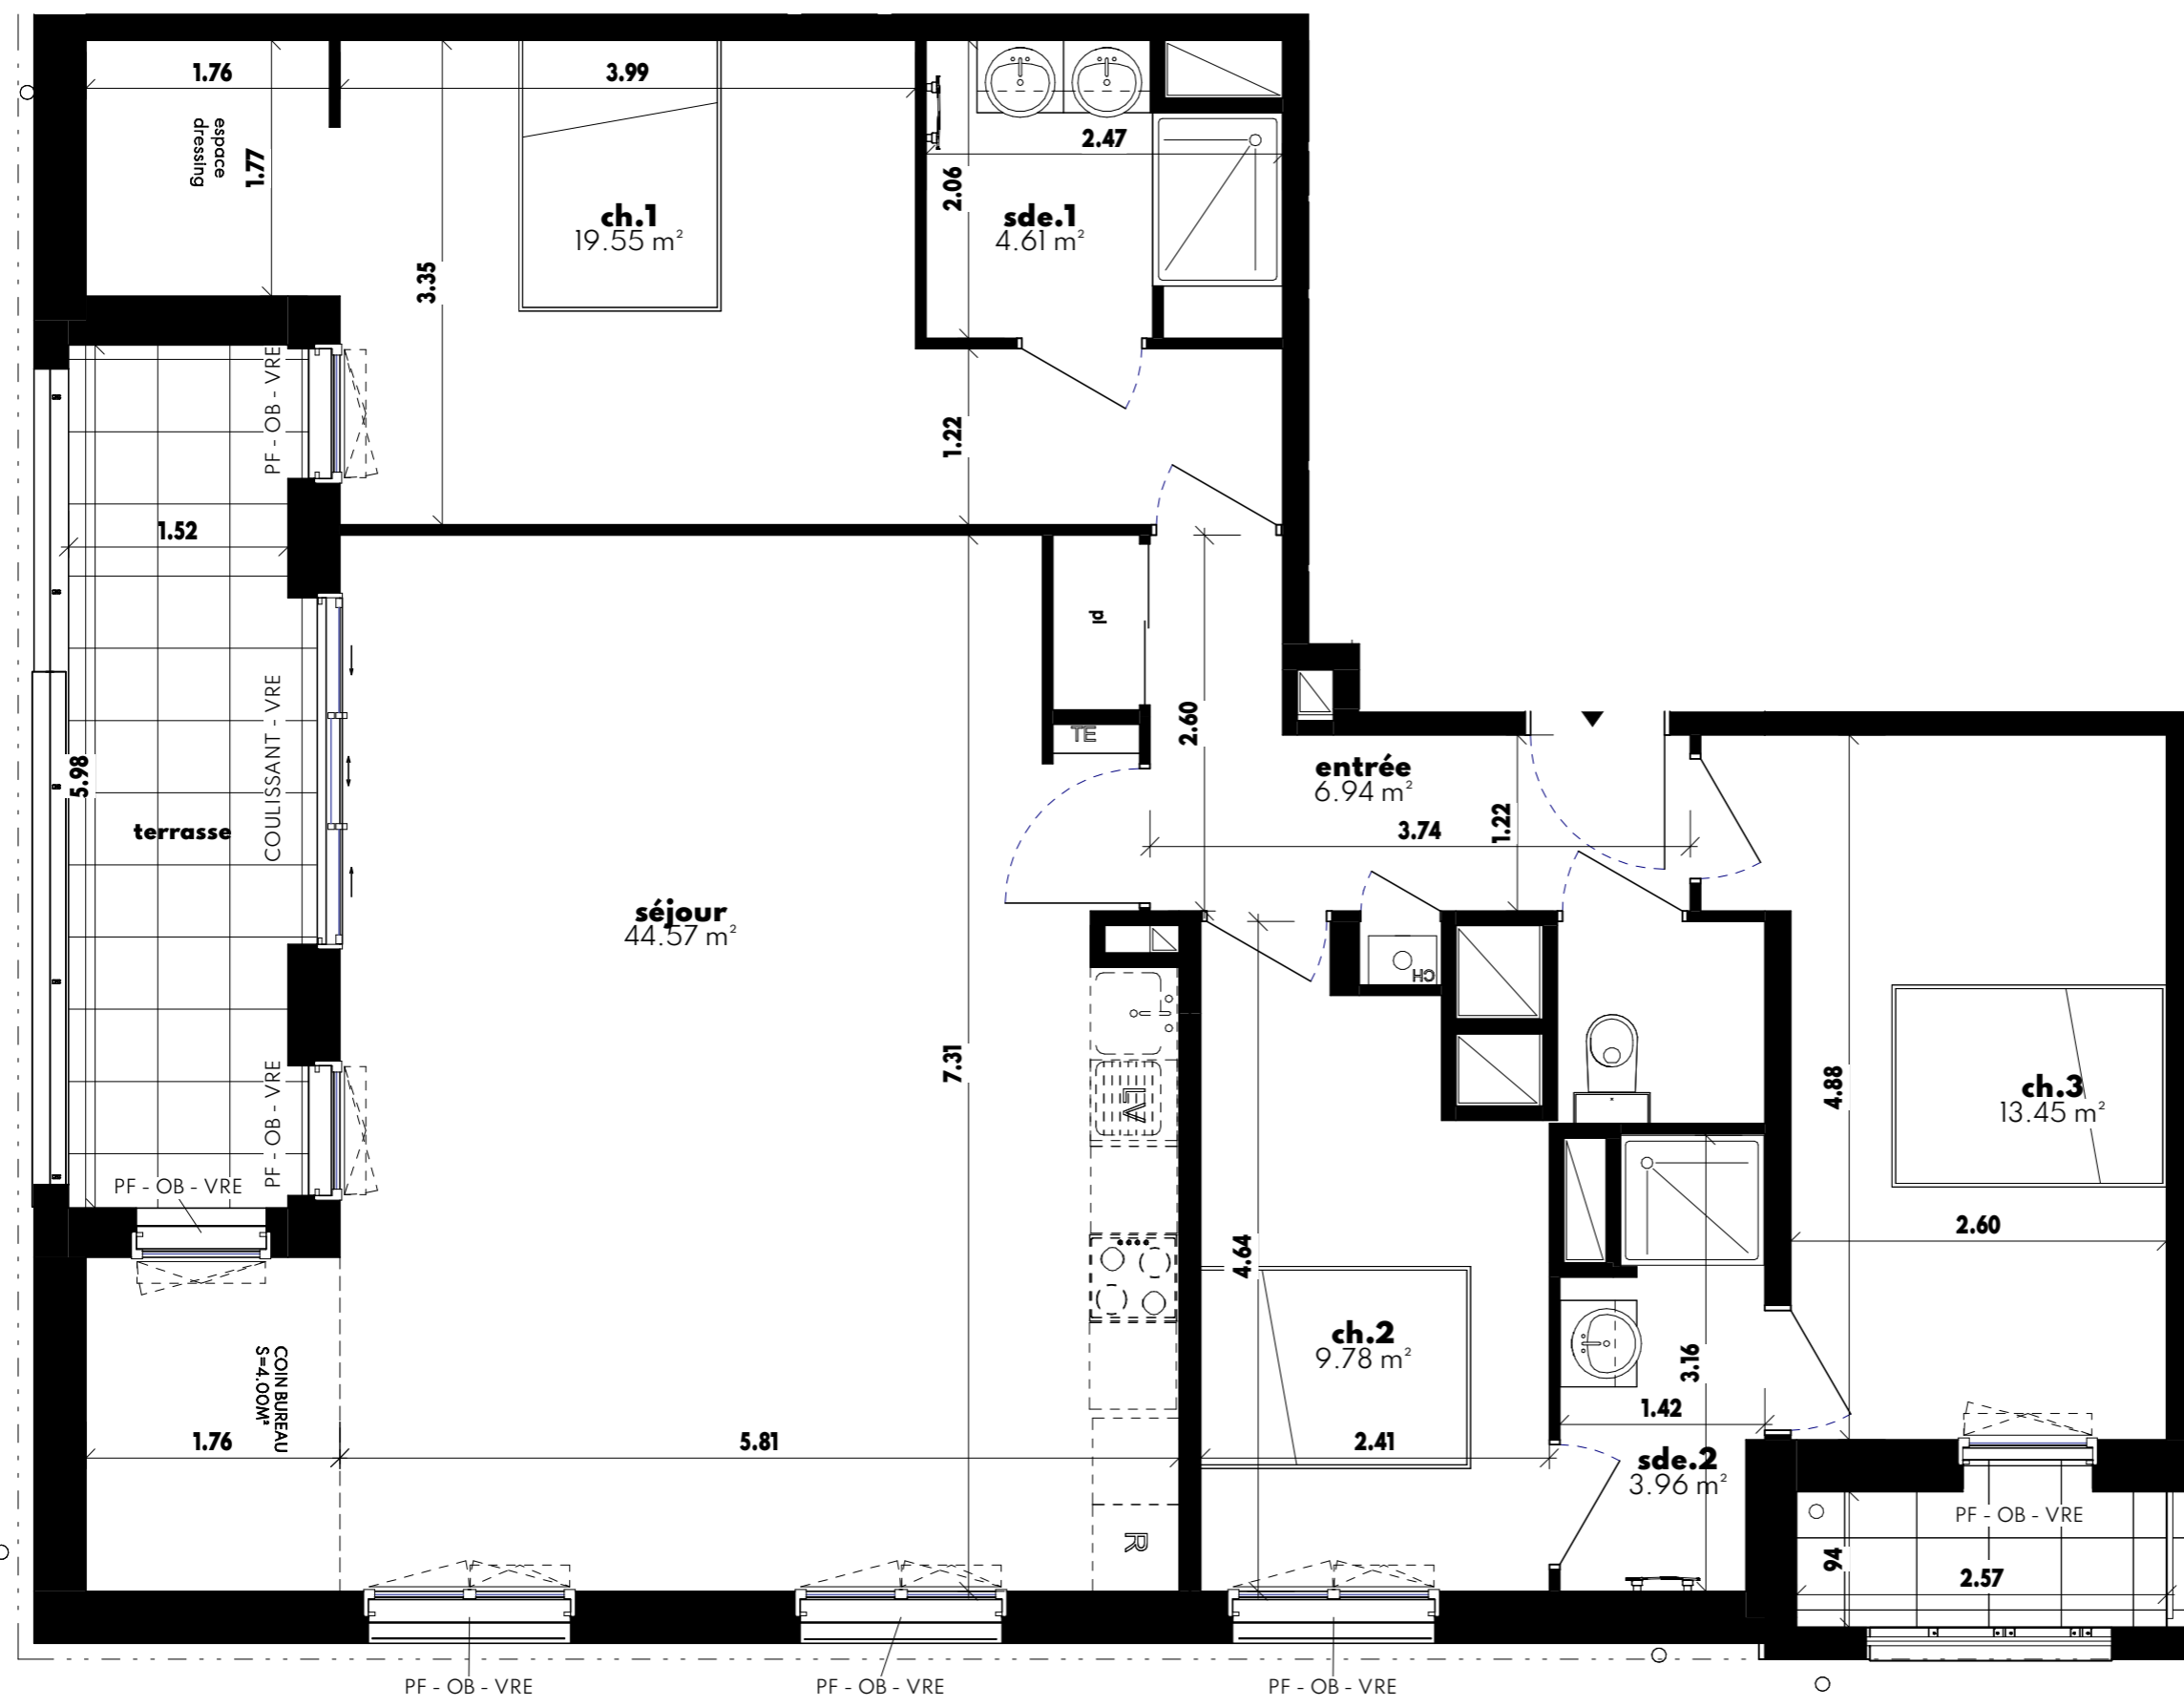 1.76
3.99
espace
dressing
1.77
2.47
2.06
ch.1
19.55 m²
sde.1
4.61 m²
3.35
PF - OB - VRE
1.22
1.52
pl
TE
2.60
COULISSANT - VRE
5.98
terrasse
entrée
6.94 m²
3.74
1.22
séjour
44.57 m²
CH
7.31
LV
PF - OB - VRE
PF - OB - VRE
4.88
ch.3
13.45 m²
2.60
4.64
ch.2
9.78 m²
3.16
COIN BUREAU
S=4.00M²
1.76
5.81
2.41
1.42
sde.2
3.96 m²
R
PF - OB - VRE
94
2.57
PF - OB - VRE
PF - OB - VRE
PF - OB - VRE